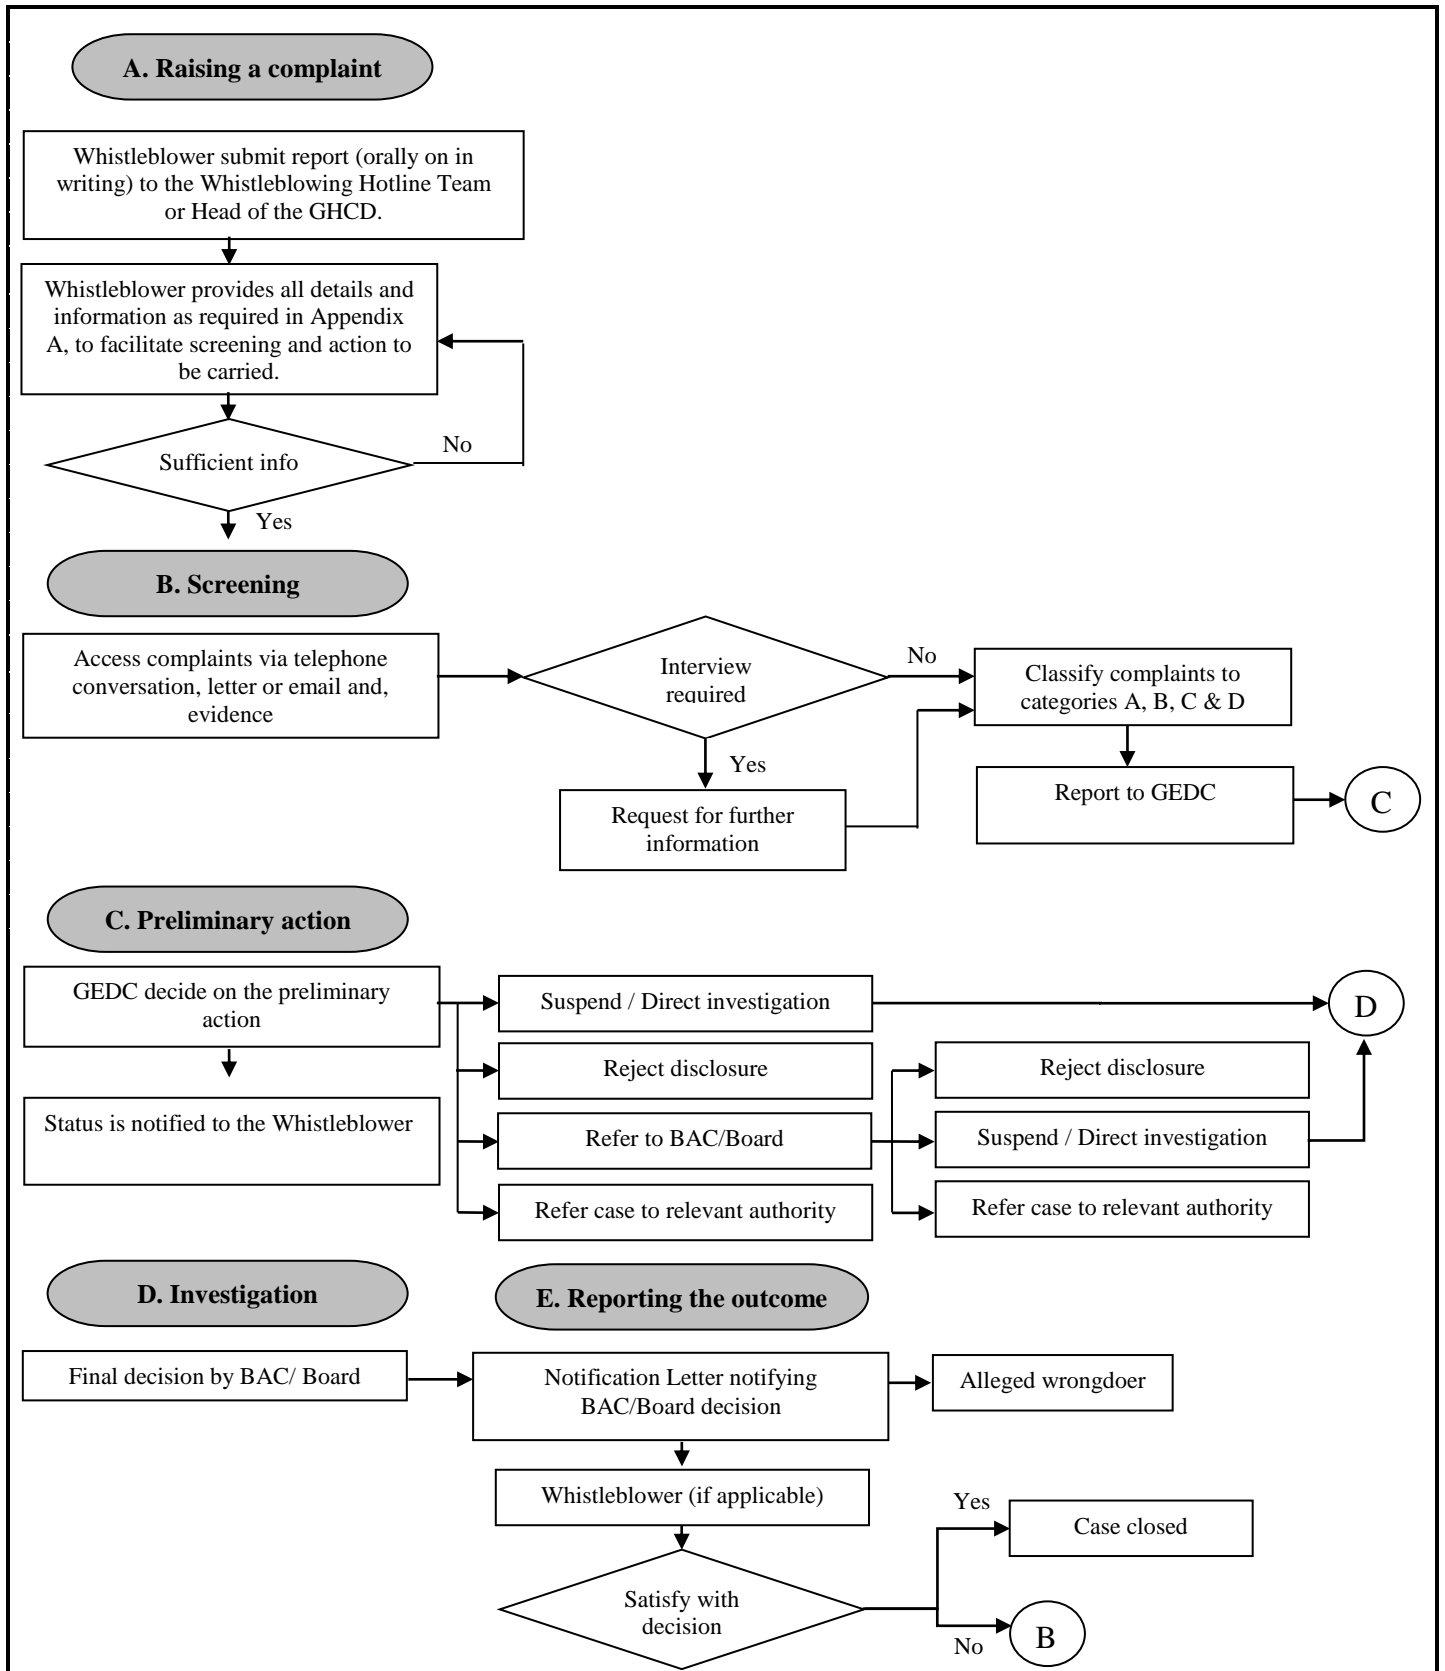 A. Raising a complaint
Whistleblower submit report (orally on in
writing) to the Whistleblowing Hotline Team
or Head of the GHCD.
Whistleblower provides all details and
information as required in Appendix
A, to facilitate screening and action to
be carried.
Sufficient info
No
Yes
B. Screening
Access complaints via telephone
conversation, letter or email and,
evidence
Interview
required
No
Yes
Request for further
information
Classify complaints to
categories A, B, C & D
Report to GEDC
C
C. Preliminary action
GEDC decide on the preliminary
action
Status is notified to the Whistleblower
Suspend / Direct investigation
D
Reject disclosure
Refer to BAC/Board
Refer case to relevant authority
Reject disclosure
Suspend / Direct investigation
Refer case to relevant authority
D. Investigation
Final decision by BAC/ Board
E. Reporting the outcome
Notification Letter notifying
BAC/Board decision
Alleged wrongdoer
Whistleblower (if applicable)
Satisfy with
decision
Yes
Case closed
No
B